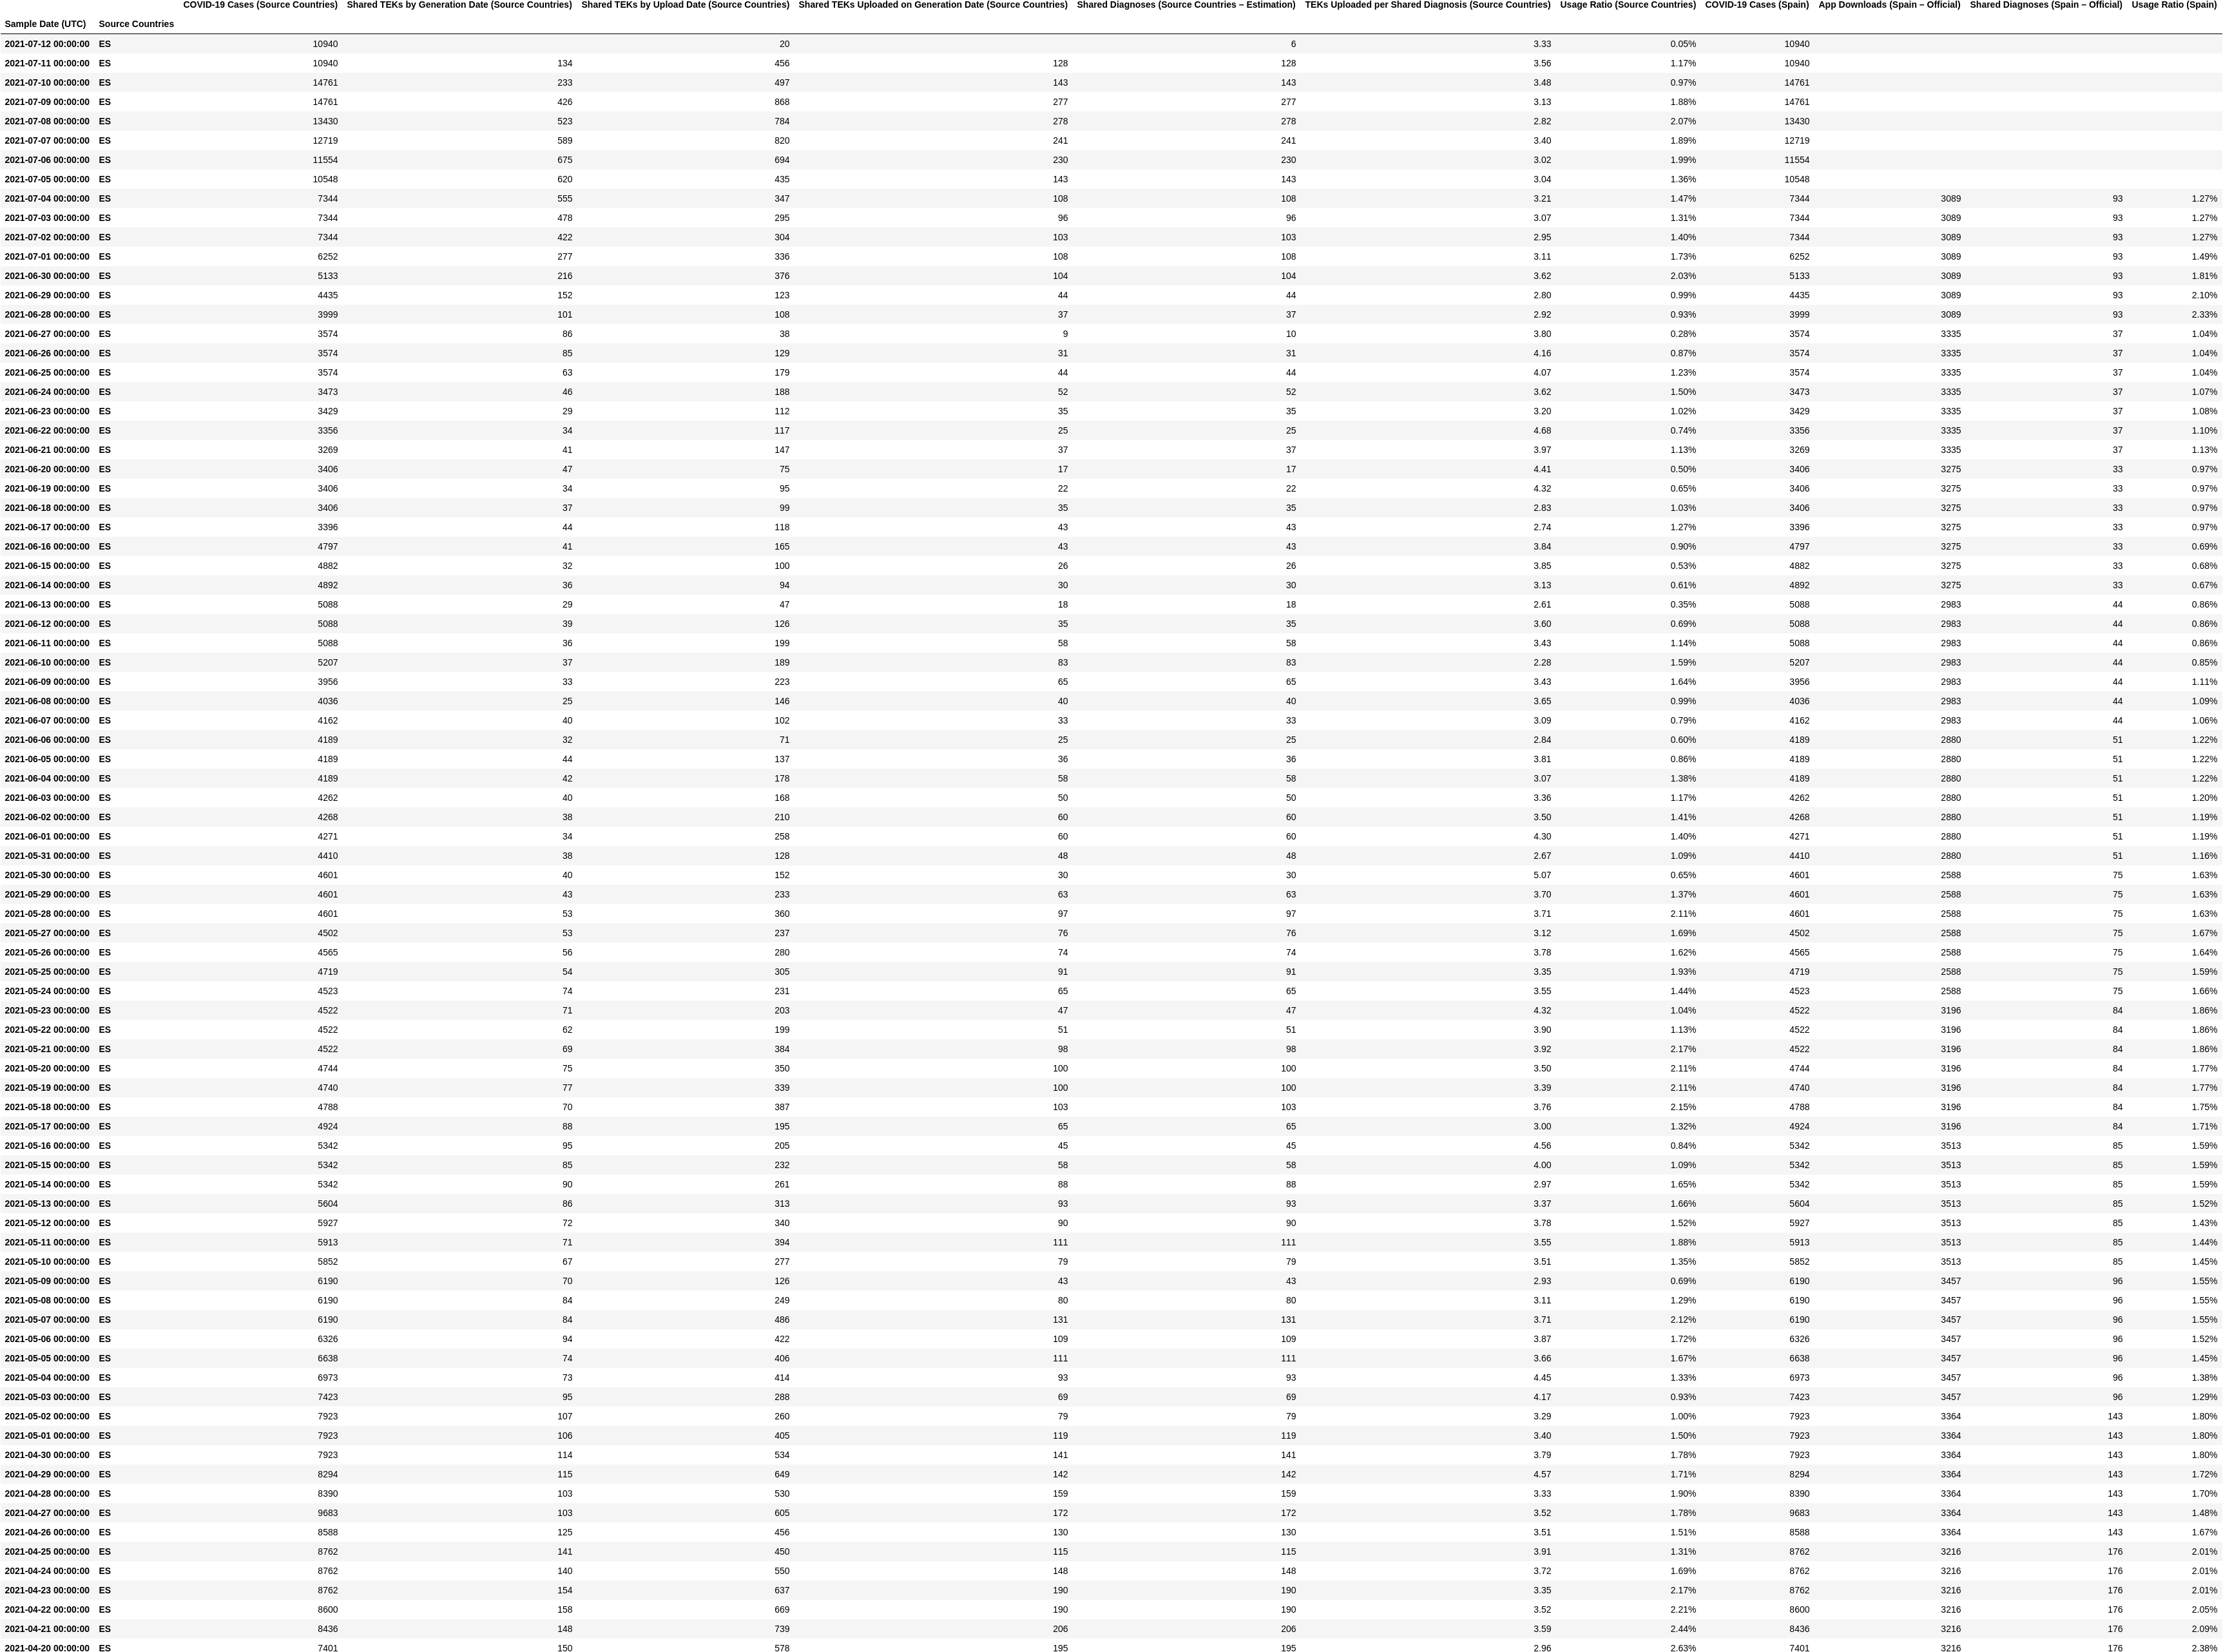 COVID-19 Cases (Source Countries) Shared TEKs by Generation Date (Source Countries) Shared TEKs by Upload Date (Source Countries) Shared TEKs Uploaded on Generation Date (Source Countries) Shared Diagnoses (Source Countries – Estimation) TEKs Uploaded per Shared Diagnosis (Source Countries) Usage Ratio (Source Countries) COVID-19 Cases (Spain) App Downloads (Spain – Official) Shared Diagnoses (Spain – Official) Usage Ratio (Spain)
Sample Date (UTC) Source Countries
2021-07-12 00:00:00 ES 10940 20 6 3.33 0.05% 10940
2021-07-11 00:00:00 ES 10940 134 456 128 128 3.56 1.17% 10940
2021-07-10 00:00:00 ES 14761 233 497 143 143 3.48 0.97% 14761
2021-07-09 00:00:00 ES 14761 426 868 277 277 3.13 1.88% 14761
2021-07-08 00:00:00 ES 13430 523 784 278 278 2.82 2.07% 13430
2021-07-07 00:00:00 ES 12719 589 820 241 241 3.40 1.89% 12719
2021-07-06 00:00:00 ES 11554 675 694 230 230 3.02 1.99% 11554
2021-07-05 00:00:00 ES 10548 620 435 143 143 3.04 1.36% 10548
2021-07-04 00:00:00 ES 7344 555 347 108 108 3.21 1.47% 7344 3089 93 1.27%
2021-07-03 00:00:00 ES 7344 478 295 96 96 3.07 1.31% 7344 3089 93 1.27%
2021-07-02 00:00:00 ES 7344 422 304 103 103 2.95 1.40% 7344 3089 93 1.27%
2021-07-01 00:00:00 ES 6252 277 336 108 108 3.11 1.73% 6252 3089 93 1.49%
2021-06-30 00:00:00 ES 5133 216 376 104 104 3.62 2.03% 5133 3089 93 1.81%
2021-06-29 00:00:00 ES 4435 152 123 44 44 2.80 0.99% 4435 3089 93 2.10%
2021-06-28 00:00:00 ES 3999 101 108 37 37 2.92 0.93% 3999 3089 93 2.33%
2021-06-27 00:00:00 ES 3574 86 38 9 10 3.80 0.28% 3574 3335 37 1.04%
2021-06-26 00:00:00 ES 3574 85 129 31 31 4.16 0.87% 3574 3335 37 1.04%
2021-06-25 00:00:00 ES 3574 63 179 44 44 4.07 1.23% 3574 3335 37 1.04%
2021-06-24 00:00:00 ES 3473 46 188 52 52 3.62 1.50% 3473 3335 37 1.07%
2021-06-23 00:00:00 ES 3429 29 112 35 35 3.20 1.02% 3429 3335 37 1.08%
2021-06-22 00:00:00 ES 3356 34 117 25 25 4.68 0.74% 3356 3335 37 1.10%
2021-06-21 00:00:00 ES 3269 41 147 37 37 3.97 1.13% 3269 3335 37 1.13%
2021-06-20 00:00:00 ES 3406 47 75 17 17 4.41 0.50% 3406 3275 33 0.97%
2021-06-19 00:00:00 ES 3406 34 95 22 22 4.32 0.65% 3406 3275 33 0.97%
2021-06-18 00:00:00 ES 3406 37 99 35 35 2.83 1.03% 3406 3275 33 0.97%
2021-06-17 00:00:00 ES 3396 44 118 43 43 2.74 1.27% 3396 3275 33 0.97%
2021-06-16 00:00:00 ES 4797 41 165 43 43 3.84 0.90% 4797 3275 33 0.69%
2021-06-15 00:00:00 ES 4882 32 100 26 26 3.85 0.53% 4882 3275 33 0.68%
2021-06-14 00:00:00 ES 4892 36 94 30 30 3.13 0.61% 4892 3275 33 0.67%
2021-06-13 00:00:00 ES 5088 29 47 18 18 2.61 0.35% 5088 2983 44 0.86%
2021-06-12 00:00:00 ES 5088 39 126 35 35 3.60 0.69% 5088 2983 44 0.86%
2021-06-11 00:00:00 ES 5088 36 199 58 58 3.43 1.14% 5088 2983 44 0.86%
2021-06-10 00:00:00 ES 5207 37 189 83 83 2.28 1.59% 5207 2983 44 0.85%
2021-06-09 00:00:00 ES 3956 33 223 65 65 3.43 1.64% 3956 2983 44 1.11%
2021-06-08 00:00:00 ES 4036 25 146 40 40 3.65 0.99% 4036 2983 44 1.09%
2021-06-07 00:00:00 ES 4162 40 102 33 33 3.09 0.79% 4162 2983 44 1.06%
2021-06-06 00:00:00 ES 4189 32 71 25 25 2.84 0.60% 4189 2880 51 1.22%
2021-06-05 00:00:00 ES 4189 44 137 36 36 3.81 0.86% 4189 2880 51 1.22%
2021-06-04 00:00:00 ES 4189 42 178 58 58 3.07 1.38% 4189 2880 51 1.22%
2021-06-03 00:00:00 ES 4262 40 168 50 50 3.36 1.17% 4262 2880 51 1.20%
2021-06-02 00:00:00 ES 4268 38 210 60 60 3.50 1.41% 4268 2880 51 1.19%
2021-06-01 00:00:00 ES 4271 34 258 60 60 4.30 1.40% 4271 2880 51 1.19%
2021-05-31 00:00:00 ES 4410 38 128 48 48 2.67 1.09% 4410 2880 51 1.16%
2021-05-30 00:00:00 ES 4601 40 152 30 30 5.07 0.65% 4601 2588 75 1.63%
2021-05-29 00:00:00 ES 4601 43 233 63 63 3.70 1.37% 4601 2588 75 1.63%
2021-05-28 00:00:00 ES 4601 53 360 97 97 3.71 2.11% 4601 2588 75 1.63%
2021-05-27 00:00:00 ES 4502 53 237 76 76 3.12 1.69% 4502 2588 75 1.67%
2021-05-26 00:00:00 ES 4565 56 280 74 74 3.78 1.62% 4565 2588 75 1.64%
2021-05-25 00:00:00 ES 4719 54 305 91 91 3.35 1.93% 4719 2588 75 1.59%
2021-05-24 00:00:00 ES 4523 74 231 65 65 3.55 1.44% 4523 2588 75 1.66%
2021-05-23 00:00:00 ES 4522 71 203 47 47 4.32 1.04% 4522 3196 84 1.86%
2021-05-22 00:00:00 ES 4522 62 199 51 51 3.90 1.13% 4522 3196 84 1.86%
2021-05-21 00:00:00 ES 4522 69 384 98 98 3.92 2.17% 4522 3196 84 1.86%
2021-05-20 00:00:00 ES 4744 75 350 100 100 3.50 2.11% 4744 3196 84 1.77%
2021-05-19 00:00:00 ES 4740 77 339 100 100 3.39 2.11% 4740 3196 84 1.77%
2021-05-18 00:00:00 ES 4788 70 387 103 103 3.76 2.15% 4788 3196 84 1.75%
2021-05-17 00:00:00 ES 4924 88 195 65 65 3.00 1.32% 4924 3196 84 1.71%
2021-05-16 00:00:00 ES 5342 95 205 45 45 4.56 0.84% 5342 3513 85 1.59%
2021-05-15 00:00:00 ES 5342 85 232 58 58 4.00 1.09% 5342 3513 85 1.59%
2021-05-14 00:00:00 ES 5342 90 261 88 88 2.97 1.65% 5342 3513 85 1.59%
2021-05-13 00:00:00 ES 5604 86 313 93 93 3.37 1.66% 5604 3513 85 1.52%
2021-05-12 00:00:00 ES 5927 72 340 90 90 3.78 1.52% 5927 3513 85 1.43%
2021-05-11 00:00:00 ES 5913 71 394 111 111 3.55 1.88% 5913 3513 85 1.44%
2021-05-10 00:00:00 ES 5852 67 277 79 79 3.51 1.35% 5852 3513 85 1.45%
2021-05-09 00:00:00 ES 6190 70 126 43 43 2.93 0.69% 6190 3457 96 1.55%
2021-05-08 00:00:00 ES 6190 84 249 80 80 3.11 1.29% 6190 3457 96 1.55%
2021-05-07 00:00:00 ES 6190 84 486 131 131 3.71 2.12% 6190 3457 96 1.55%
2021-05-06 00:00:00 ES 6326 94 422 109 109 3.87 1.72% 6326 3457 96 1.52%
2021-05-05 00:00:00 ES 6638 74 406 111 111 3.66 1.67% 6638 3457 96 1.45%
2021-05-04 00:00:00 ES 6973 73 414 93 93 4.45 1.33% 6973 3457 96 1.38%
2021-05-03 00:00:00 ES 7423 95 288 69 69 4.17 0.93% 7423 3457 96 1.29%
2021-05-02 00:00:00 ES 7923 107 260 79 79 3.29 1.00% 7923 3364 143 1.80%
2021-05-01 00:00:00 ES 7923 106 405 119 119 3.40 1.50% 7923 3364 143 1.80%
2021-04-30 00:00:00 ES 7923 114 534 141 141 3.79 1.78% 7923 3364 143 1.80%
2021-04-29 00:00:00 ES 8294 115 649 142 142 4.57 1.71% 8294 3364 143 1.72%
2021-04-28 00:00:00 ES 8390 103 530 159 159 3.33 1.90% 8390 3364 143 1.70%
2021-04-27 00:00:00 ES 9683 103 605 172 172 3.52 1.78% 9683 3364 143 1.48%
2021-04-26 00:00:00 ES 8588 125 456 130 130 3.51 1.51% 8588 3364 143 1.67%
2021-04-25 00:00:00 ES 8762 141 450 115 115 3.91 1.31% 8762 3216 176 2.01%
2021-04-24 00:00:00 ES 8762 140 550 148 148 3.72 1.69% 8762 3216 176 2.01%
2021-04-23 00:00:00 ES 8762 154 637 190 190 3.35 2.17% 8762 3216 176 2.01%
2021-04-22 00:00:00 ES 8600 158 669 190 190 3.52 2.21% 8600 3216 176 2.05%
2021-04-21 00:00:00 ES 8436 148 739 206 206 3.59 2.44% 8436 3216 176 2.09%
2021-04-20 00:00:00 ES 7401 150 578 195 195 2.96 2.63% 7401 3216 176 2.38%